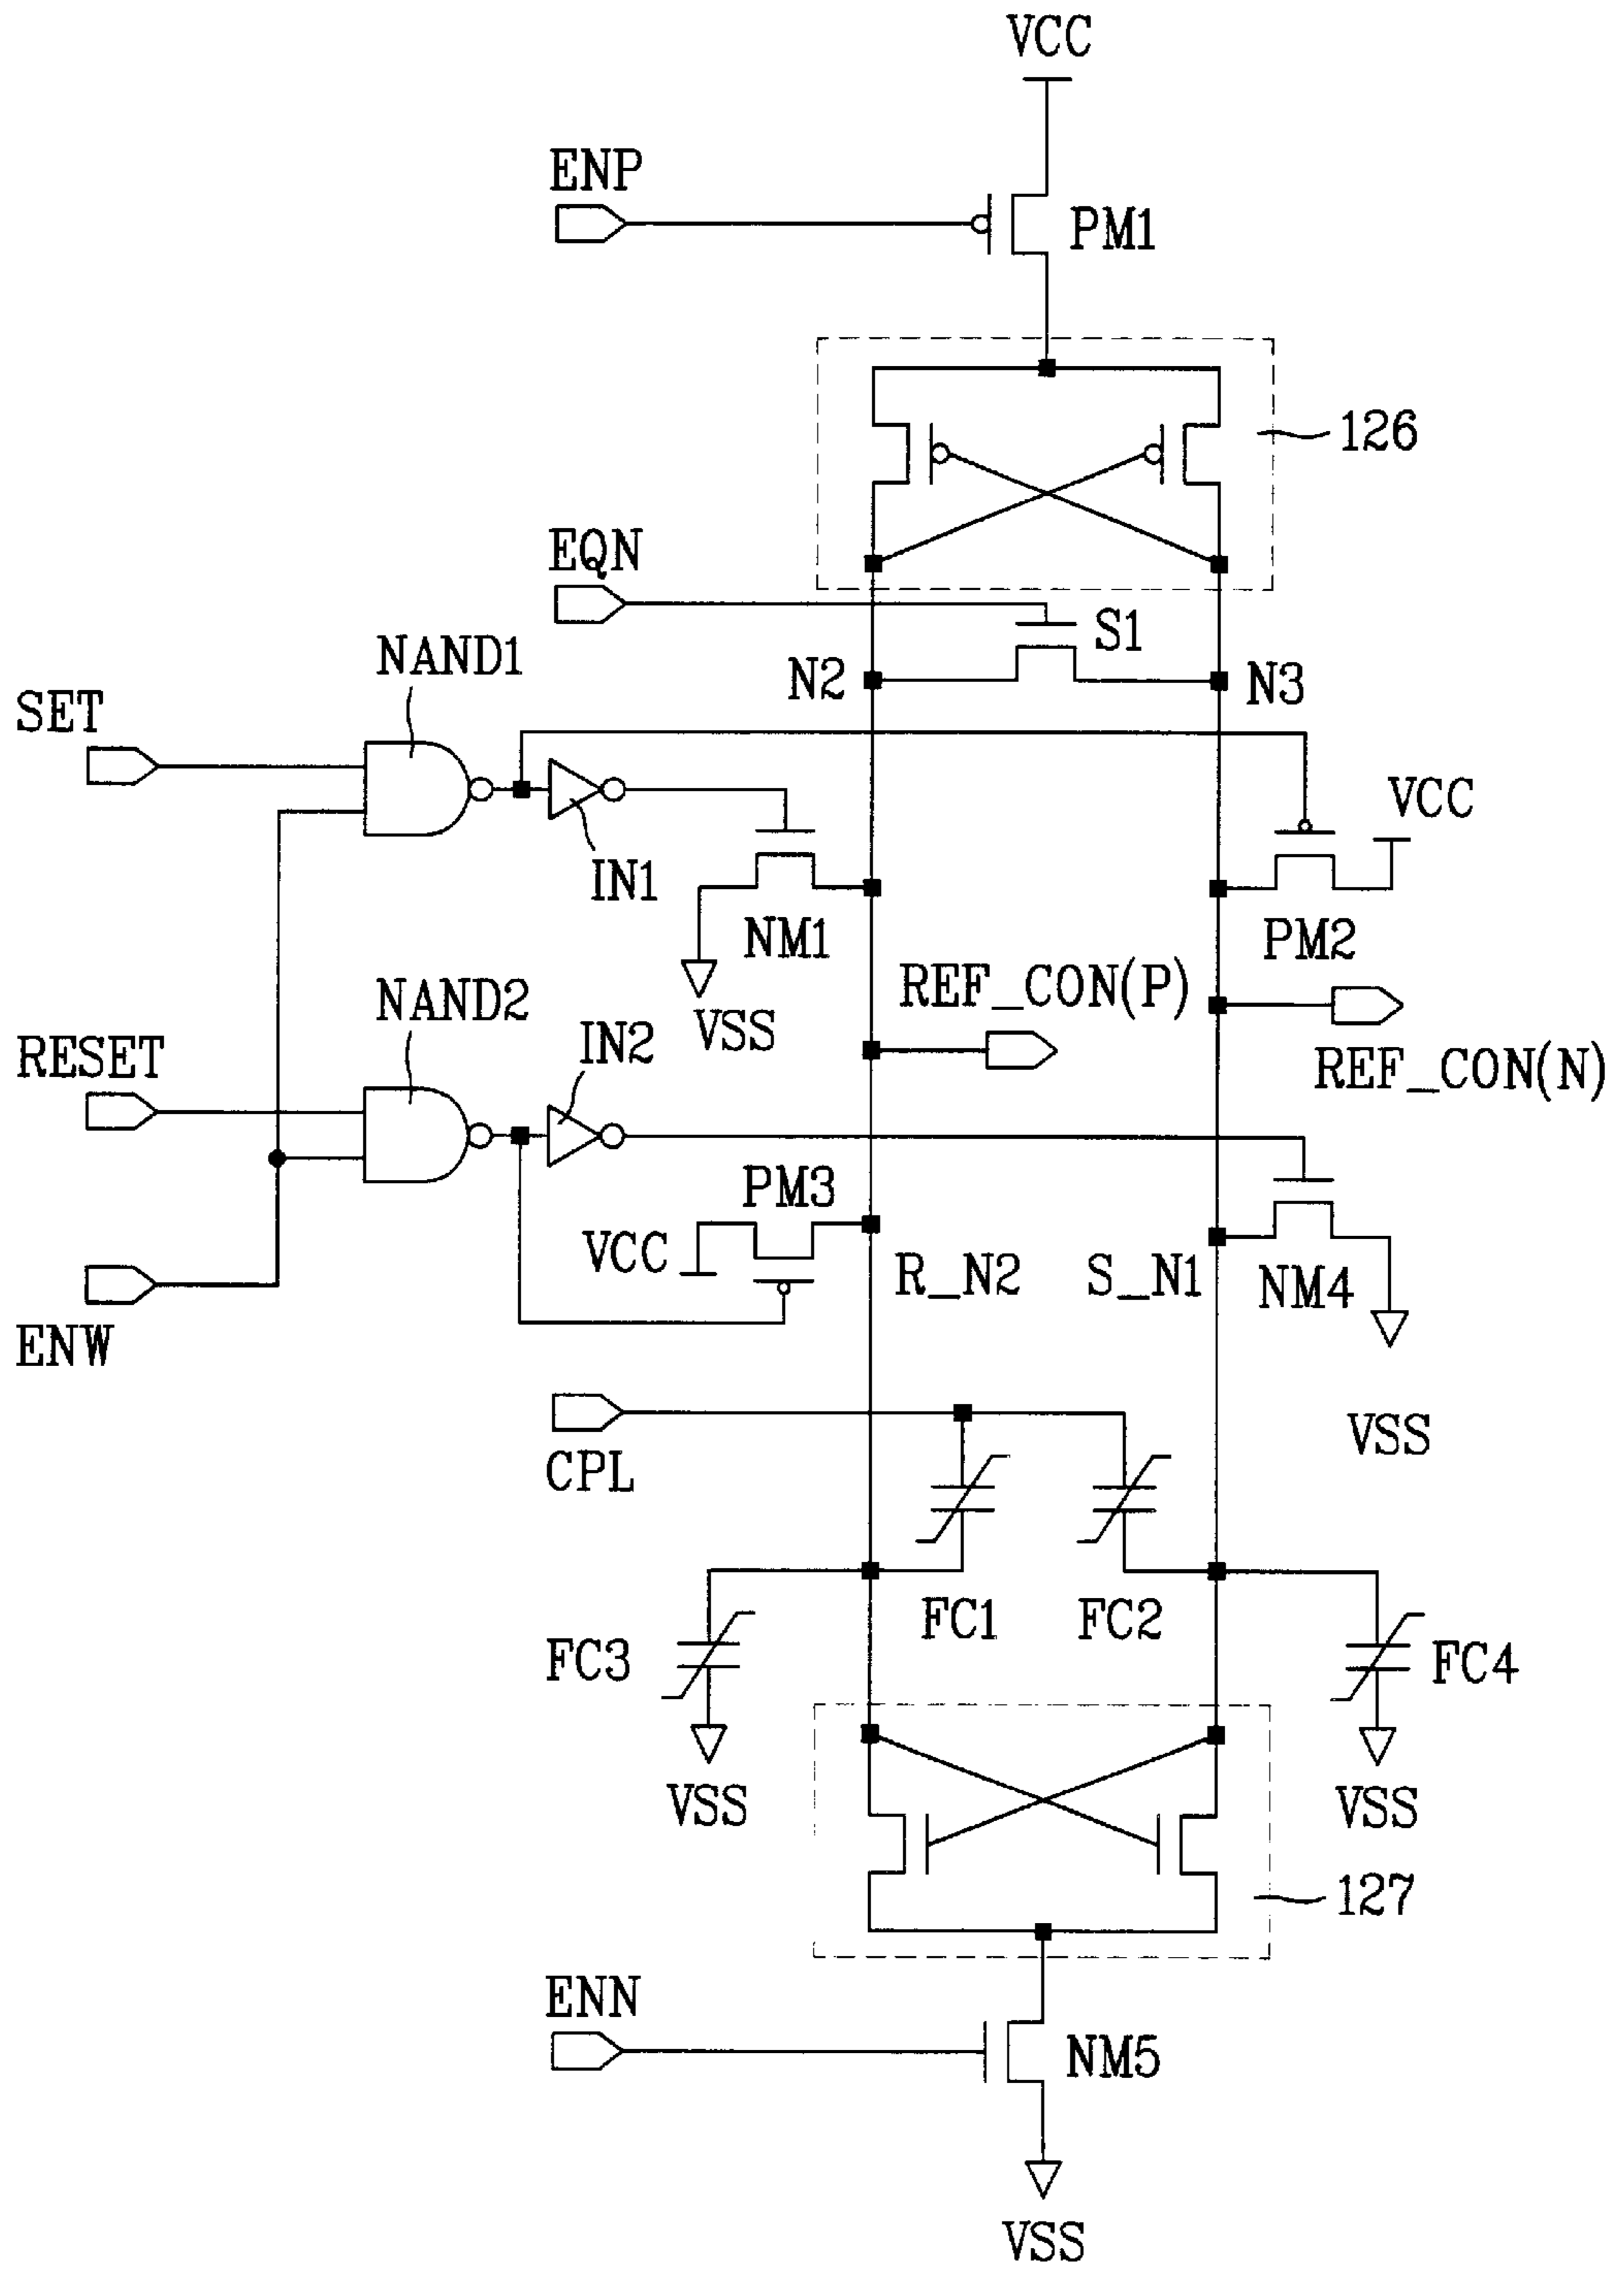 VCC
ENP
PM1
126
EQN
S1
NAND1
N2
N3
SET
VCC
IN1
NM1
PM2
REF_CON(P)
NAND2
VSS
IN2
RESET
REF_CON(N)
PM3
VCC
R_N2
S_N1
NM4
ENW
VSS
CPL
FC1
FC2
FC3
FC4
VSS
VSS
127
ENN
NM5
VSS